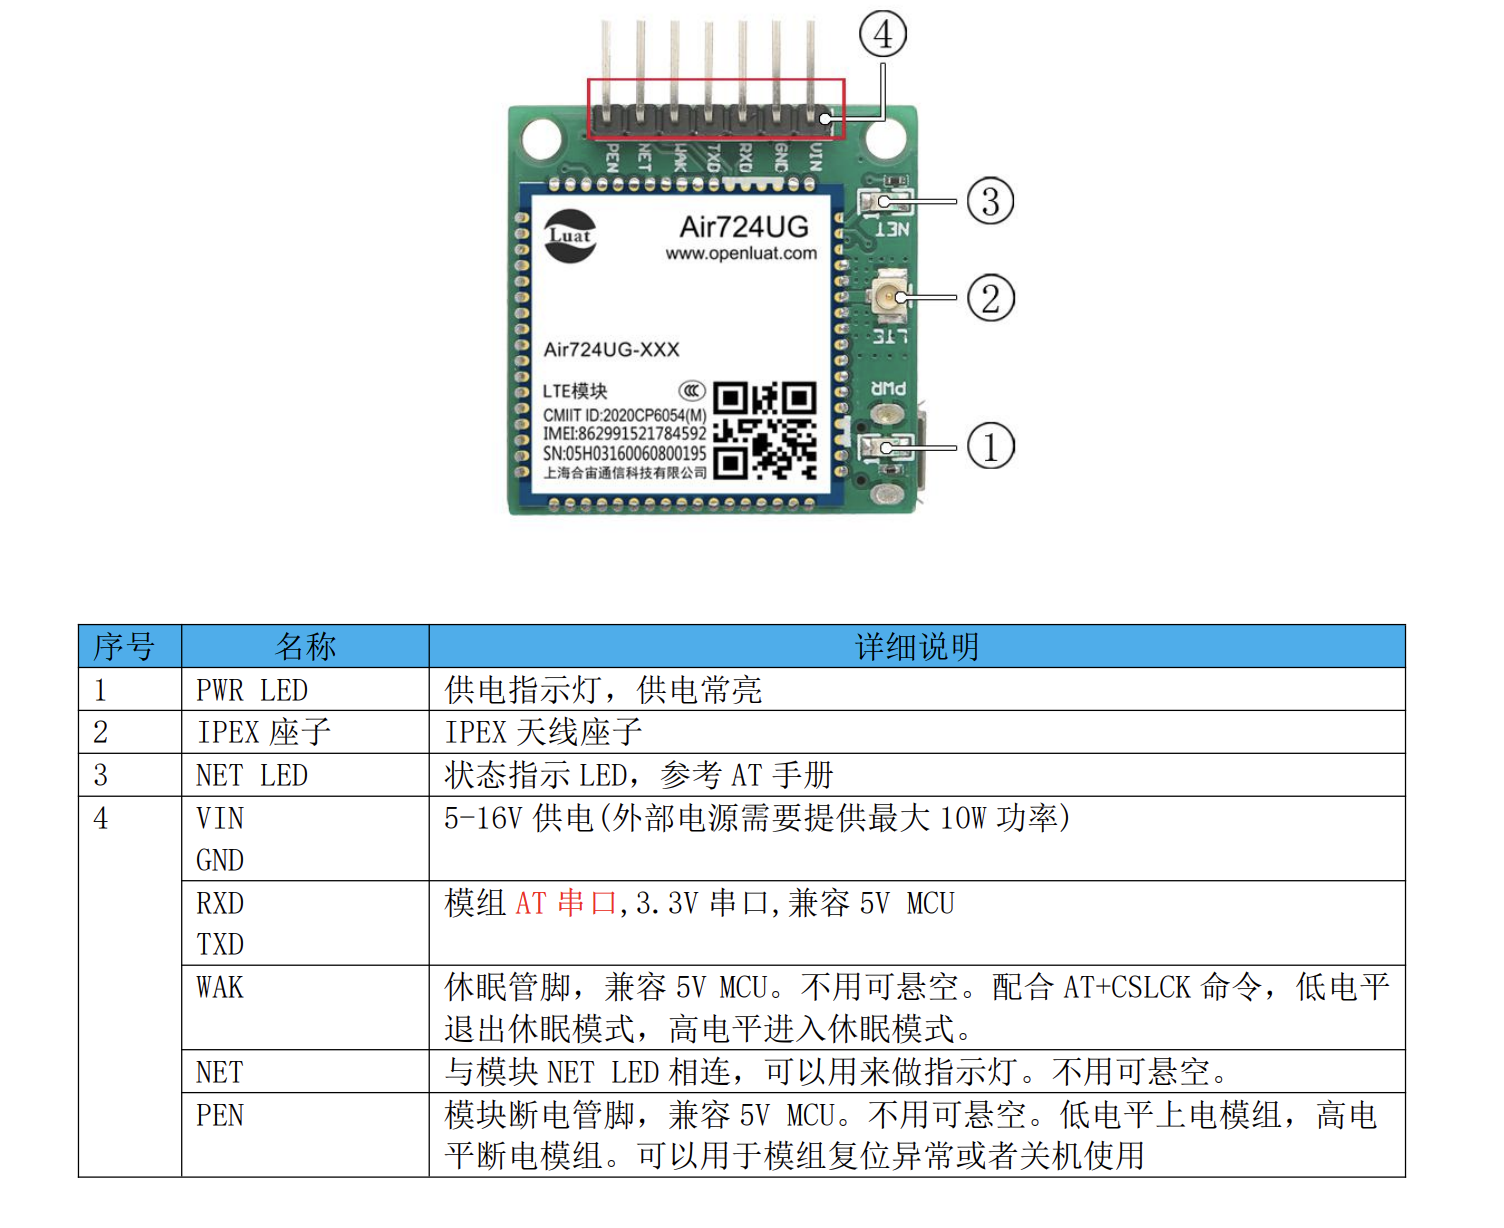 ④
PEN NET WAK TXD RXD GND VIN
③
NET
Luat
Air724UG
www.openluat.com
②
LTE
Air724UG-XXX
PWR
LTE模块
CMIIT ID:2020CP6054(M)
IMEI:862991521784592
SN:05H03160060800195
上海合宙通信科技有限公司
①
序号 名称 详细说明
1 PWR LED 供电指示灯，供电常亮
2 IPEX 座子 IPEX 天线座子
3 NET LED 状态指示 LED，参考 AT 手册
4 VIN 5-16V 供电(外部电源需要提供最大 10W 功率)
GND
RXD 模组 AT 串口,3.3V 串口,兼容 5V MCU
TXD
WAK 休眠管脚，兼容 5V MCU。不用可悬空。配合 AT+CSLCK 命令，低电平
退出休眠模式，高电平进入休眠模式。
NET 与模块 NET LED 相连，可以用来做指示灯。不用可悬空。
PEN 模块断电管脚，兼容 5V MCU。不用可悬空。低电平上电模组，高电
平断电模组。可以用于模组复位异常或者关机使用